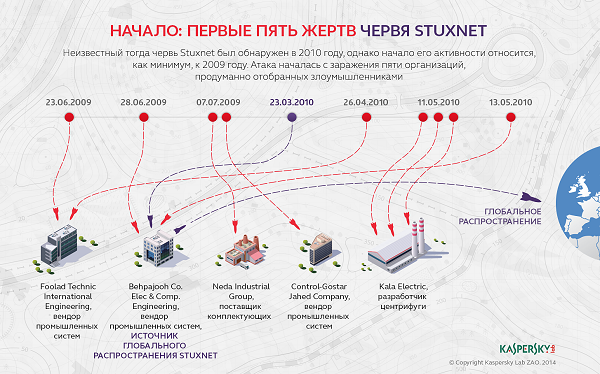 НАЧАЛО: ПЕРВЫЕ ПЯТЬ ЖЕРТВ ЧЕРВЯ STUXNET
Неизвестный тогда червь Stuxnet был обнаружен в 2010 году, однако начало его активности относится,
как минимум, к 2009 году. Атака началась с заражения пяти организаций,
продуманно отобранных злоумышленниками
23.06.2009 28.06.2009 07.07.2009 23.03.2010 26.04.2010 11.05.2010 13.05.2010
ГЛОБАЛЬНОЕ
РАСПРОСТРАНЕНИЕ
Foolad Technic
International
Engineering,
вендор
промышленных
систем
Behpajooh Co.
Elec & Comp.
Engineering,
вендор
промышленных систем,
ИСТОЧНИК
ГЛОБАЛЬНОГО
РАСПРОСТРАНЕНИЯ STUXNET
Neda Industrial
Group,
поставщик
комплектующих
Control-Gostar
Jahed Company,
вендор
промышленных
систем
Kala Electric,
разработчик
центрифуги
KASPERSKY lab
© Copyright Kaspersky Lab ZAO, 2014